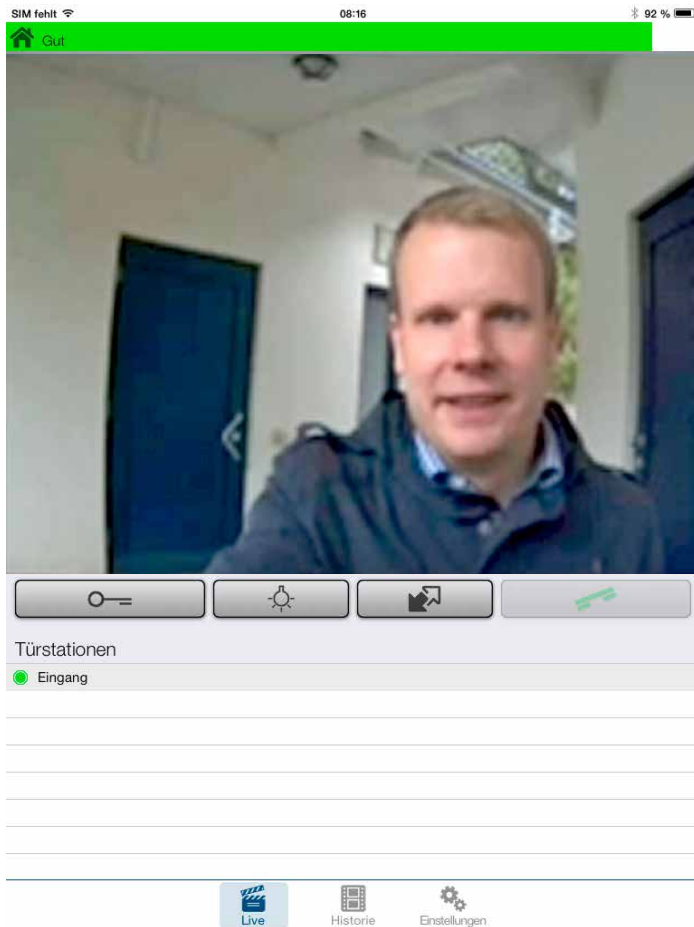 SIM fehlt 08:16 92 %
Gut
Türstationen
Eingang
Live Historie Einstellungen